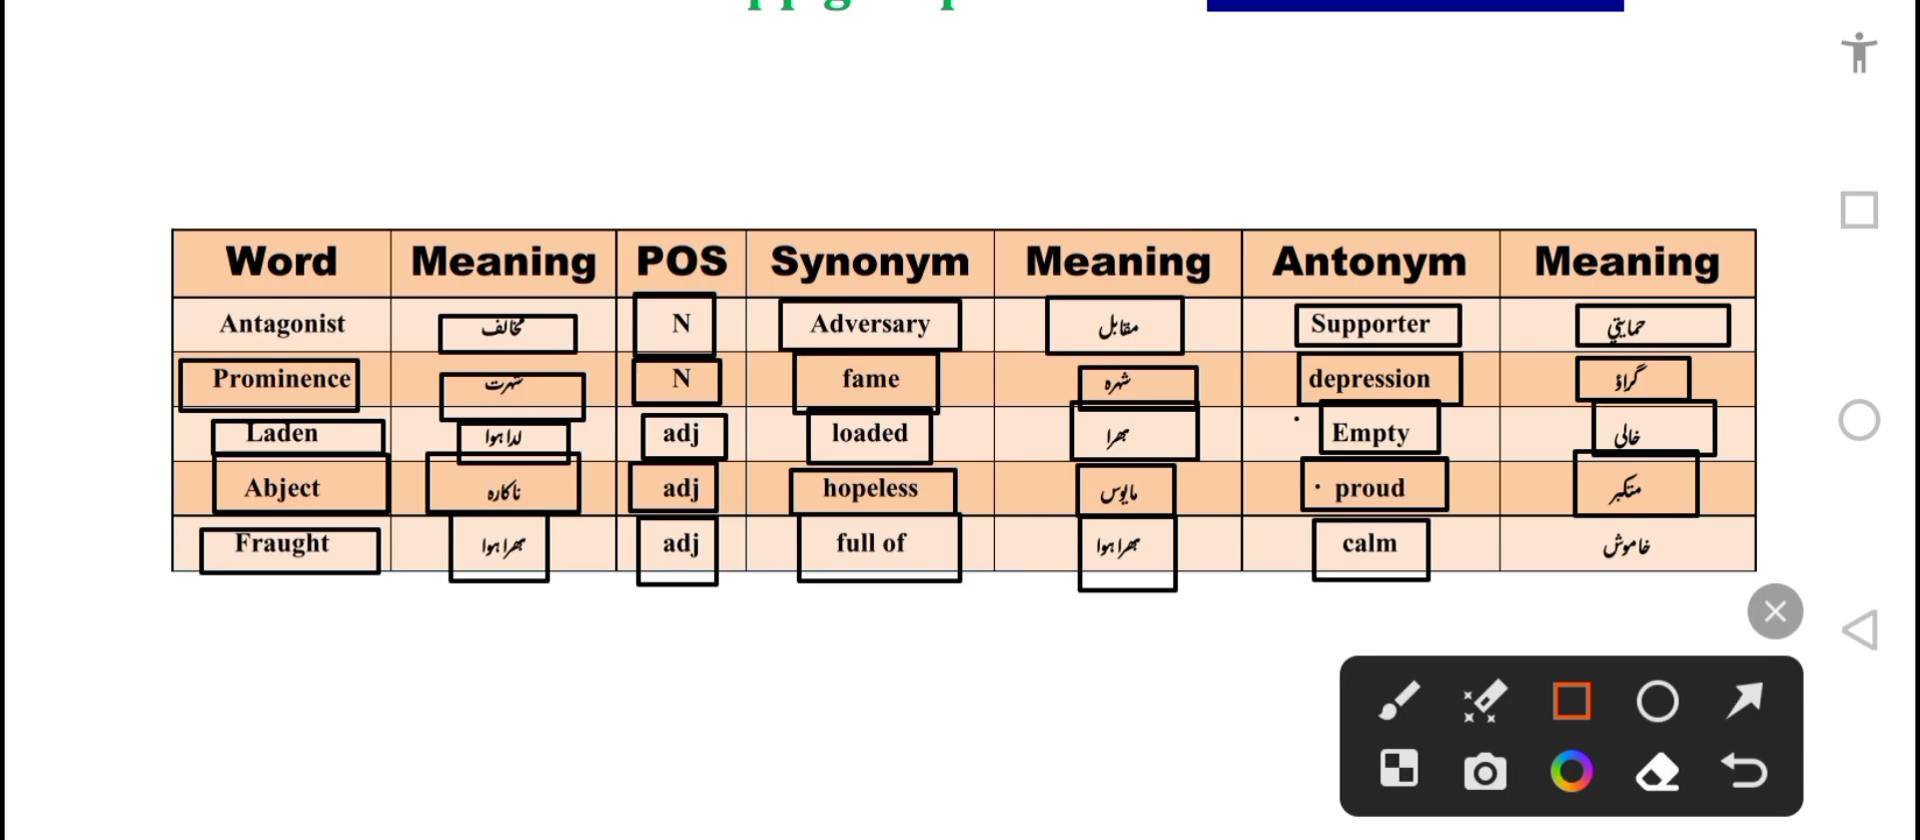 Word Meaning POS Synonym Meaning Antonym Meaning
Antagonist مخالف N Adversary مقابل Supporter حمایتی
Prominence شہرت N fame شہرہ depression گراؤ
Laden لدا ہوا adj loaded بھرا Empty خالی
Abject ناکارہ adj hopeless مایوس proud متکبر
Fraught بھرا ہوا adj full of بھرا ہوا calm خاموش